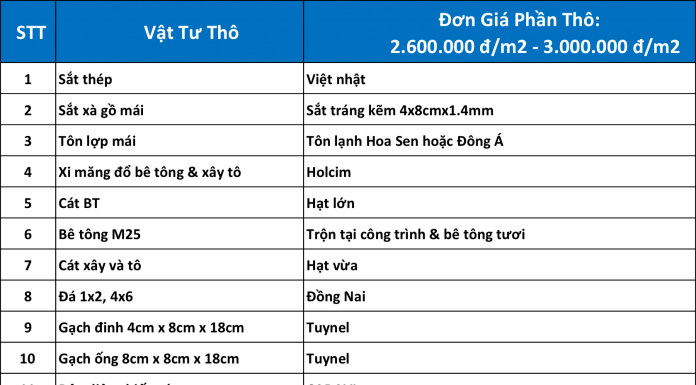 STT Vật Tư Thô Đơn Giá Phần Thô:
2.600.000 đ/m2 - 3.000.000 đ/m2
1 Sắt thép Việt nhật
2 Sắt xà gồ mái Sắt tráng kẽm 4x8cmx1.4mm
3 Tôn lợp mái Tôn lạnh Hoa Sen hoặc Đông Á
4 Xi măng đổ bê tông & xây tô Holcim
5 Cát BT Hạt lớn
6 Bê tông M25 Trộn tại công trình & bê tông tươi
7 Cát xây và tô Hạt vừa
8 Đá 1x2, 4x6 Đồng Nai
9 Gạch đinh 4cm x 8cm x 18cm Tuynel
10 Gạch ống 8cm x 8cm x 18cm Tuynel